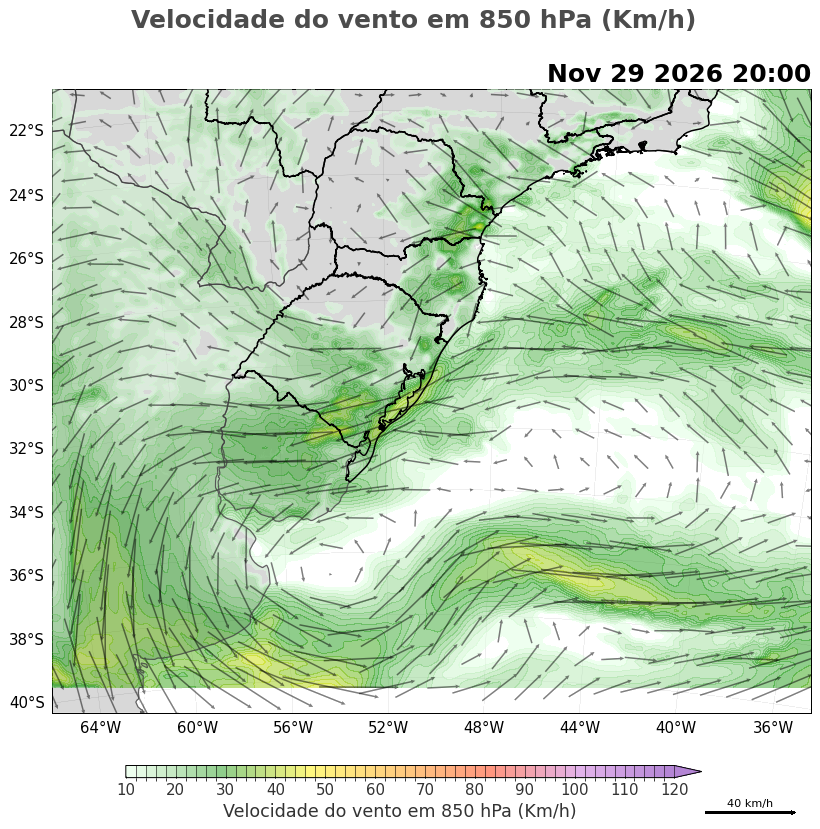 Velocidade do vento em 850 hPa (Km/h)
Nov 29 2026 20:00
22°S
24°S
26°S
28°S
30°S
32°S
34°S
36°S
38°S
40°S
64°W 60°W 56°W 52°W 48°W 44°W 40°W 36°W
10 20 30 40 50 60 70 80 90 100 110 120
Velocidade do vento em 850 hPa (Km/h)
40 km/h